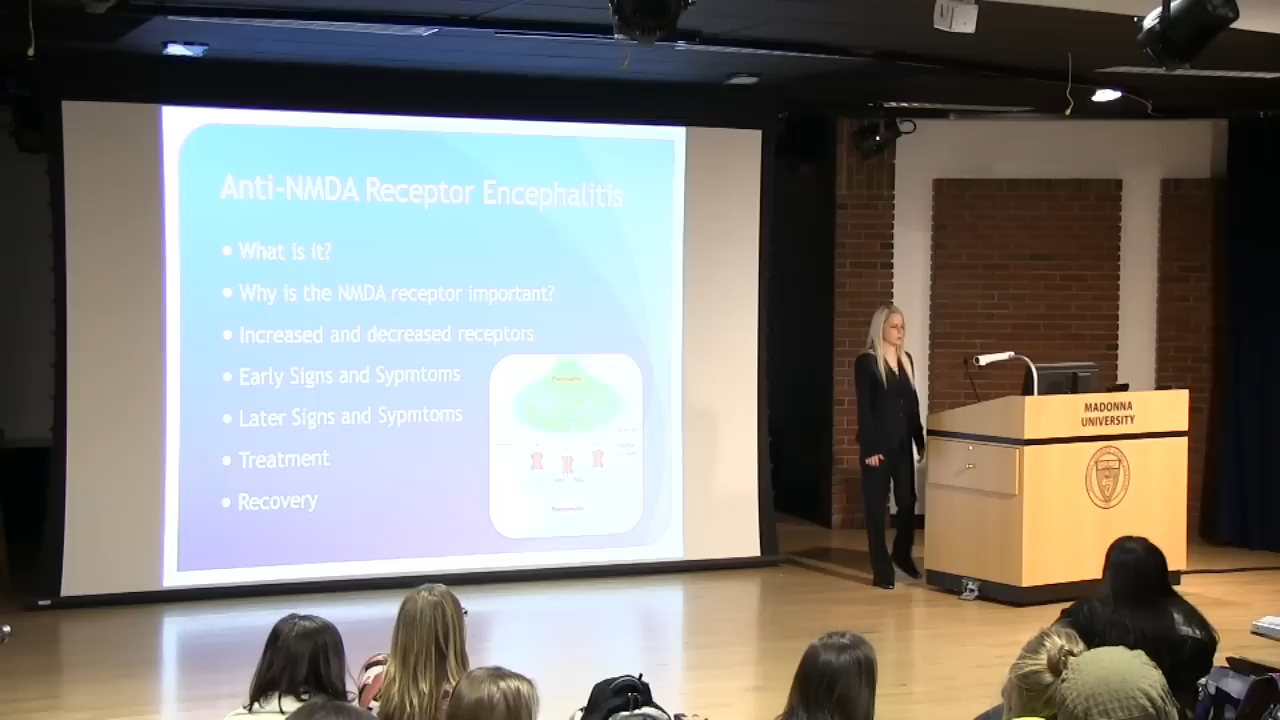 Anti-NMDA Receptor Encephalitis
• What is it?
• Why is the NMDA receptor important?
• Increased and decreased receptors
• Early Signs and Sypmtoms
• Later Signs and Sypmtoms
• Treatment
• Recovery
MADONNA
UNIVERSITY